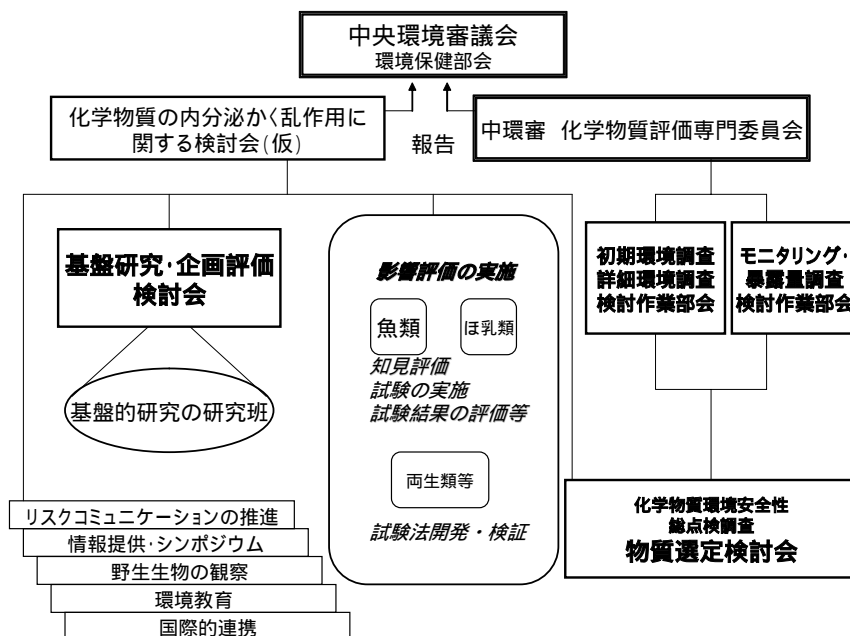 中央環境審議会
環境保健部会
化学物質の内分泌かく乱作用に
関する検討会(仮)
報告
中環審 化学物質評価専門委員会
基盤研究・企画評価
検討会
基盤的研究の研究班
影響評価の実施
魚類
ほ乳類
知見評価
試験の実施
試験結果の評価等
両生類等
試験法開発・検証
初期環境調査
詳細環境調査
検討作業部会
モニタリング・
暴露量調査
検討作業部会
化学物質環境安全性
総点検調査
物質選定検討会
リスクコミュニケーションの推進
情報提供・シンポジウム
野生生物の観察
環境教育
国際的連携